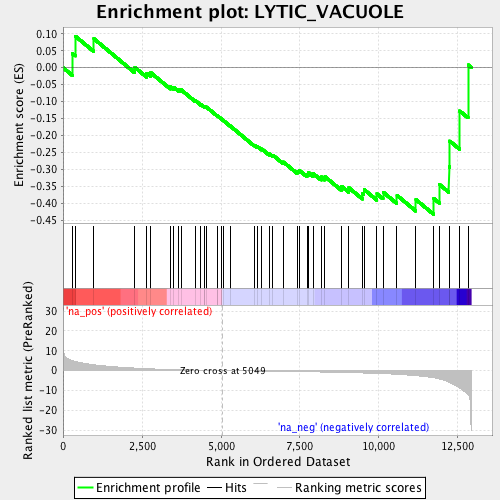 Enrichment plot: LYTIC_VACUOLE
Enrichment score (ES)
0.10
0.05
0.00
-0.05
-0.10
-0.15
-0.20
-0.25
-0.30
-0.35
-0.40
-0.45
'na_pos' (positively correlated)
Ranked list metric (PreRanked)
30
20
10
0
-10
-20
-30
Zero cross at 5049
'na_neg' (negatively correlated)
0
2,500
5,000
7,500
10,000
12,500
Rank in Ordered Dataset
Enrichment profile
Hits
Ranking metric scores